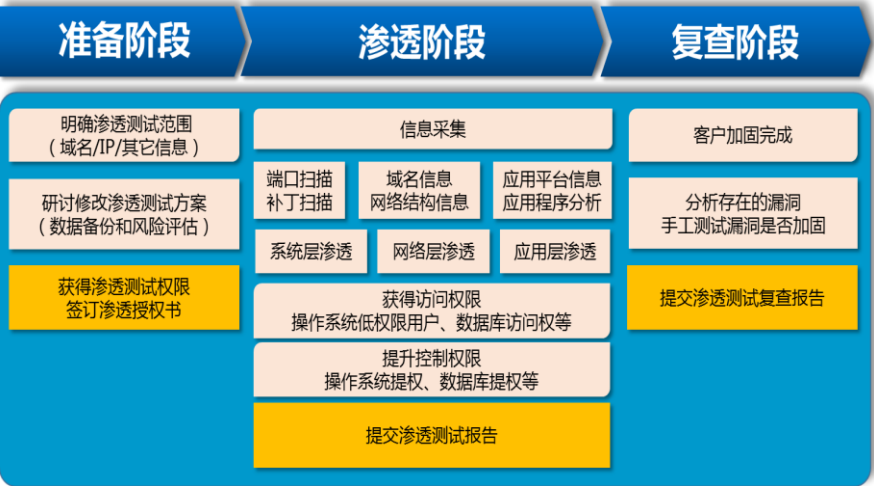 准备阶段
渗透阶段
复查阶段
明确渗透测试范围
（域名/IP/其它信息）
研讨修改渗透测试方案
（数据备份和风险评估）
获得渗透测试权限
签订渗透授权书
信息采集
端口扫描
补丁扫描
域名信息
网络结构信息
应用平台信息
应用程序分析
系统层渗透
网络层渗透
应用层渗透
获得访问权限
操作系统低权限用户、数据库访问权等
提升控制权限
操作系统提权、数据库提权等
提交渗透测试报告
客户加固完成
分析存在的漏洞
手工测试漏洞是否加固
提交渗透测试复查报告